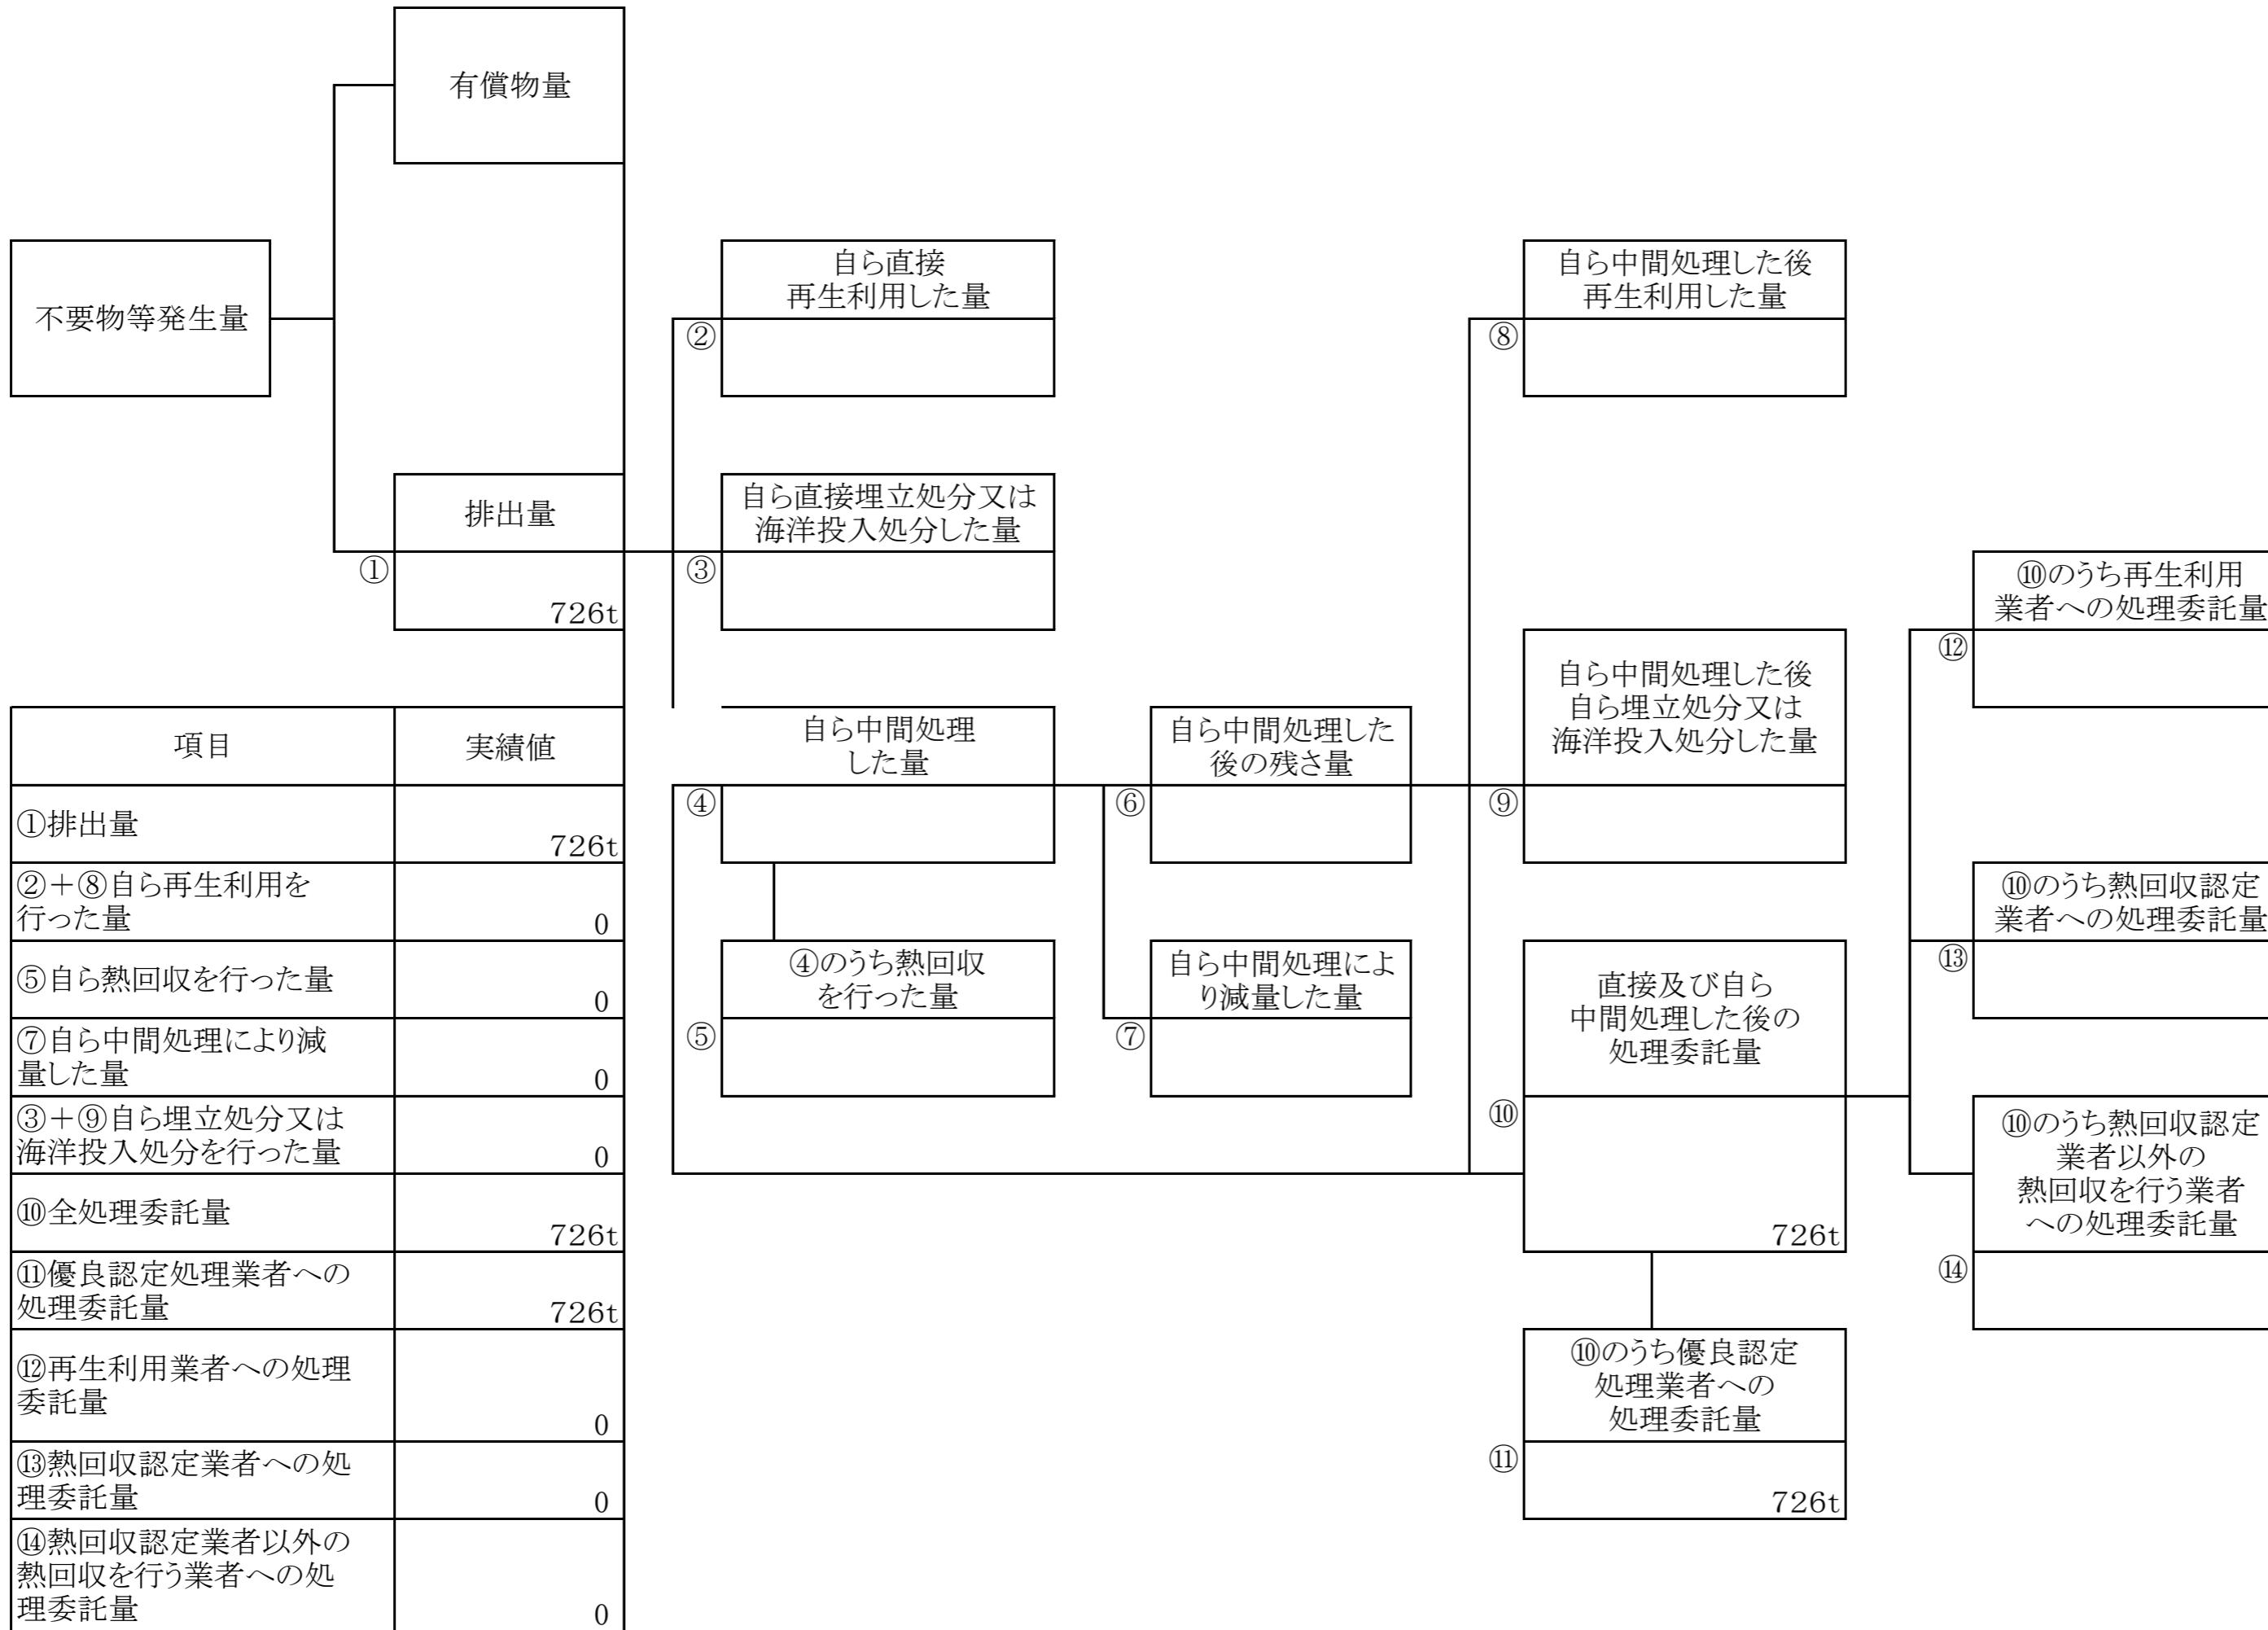 有償物量
不要物等発生量
自ら直接
再生利用した量
②
自ら中間処理した後
再生利用した量
⑧
排出量
①
726t
自ら直接埋立処分又は
海洋投入処分した量
③
⑩のうち再生利用
業者への処理委託量
⑫
自ら中間処理
した量
④
自ら中間処理した
後の残さ量
⑥
自ら中間処理した後
自ら埋立処分又は
海洋投入処分した量
⑨
④のうち熱回収
を行った量
⑤
自ら中間処理によ
り減量した量
⑦
直接及び自ら
中間処理した後の
処理委託量
⑩
726t
⑩のうち熱回収認定
業者への処理委託量
⑬
⑩のうち熱回収認定
業者以外の
熱回収を行う業者
への処理委託量
⑭
⑩のうち優良認定
処理業者への
処理委託量
⑪
726t
項目 実績値
①排出量
726t
②+⑧自ら再生利用を
行った量
0
⑤自ら熱回収を行った量
0
⑦自ら中間処理により減
量した量
0
③+⑨自ら埋立処分又は
海洋投入処分を行った量
0
⑩全処理委託量
726t
⑪優良認定処理業者への
処理委託量
726t
⑫再生利用業者への処理
委託量
0
⑬熱回収認定業者への処
理委託量
0
⑭熱回収認定業者以外の
熱回収を行う業者への処
理委託量
0